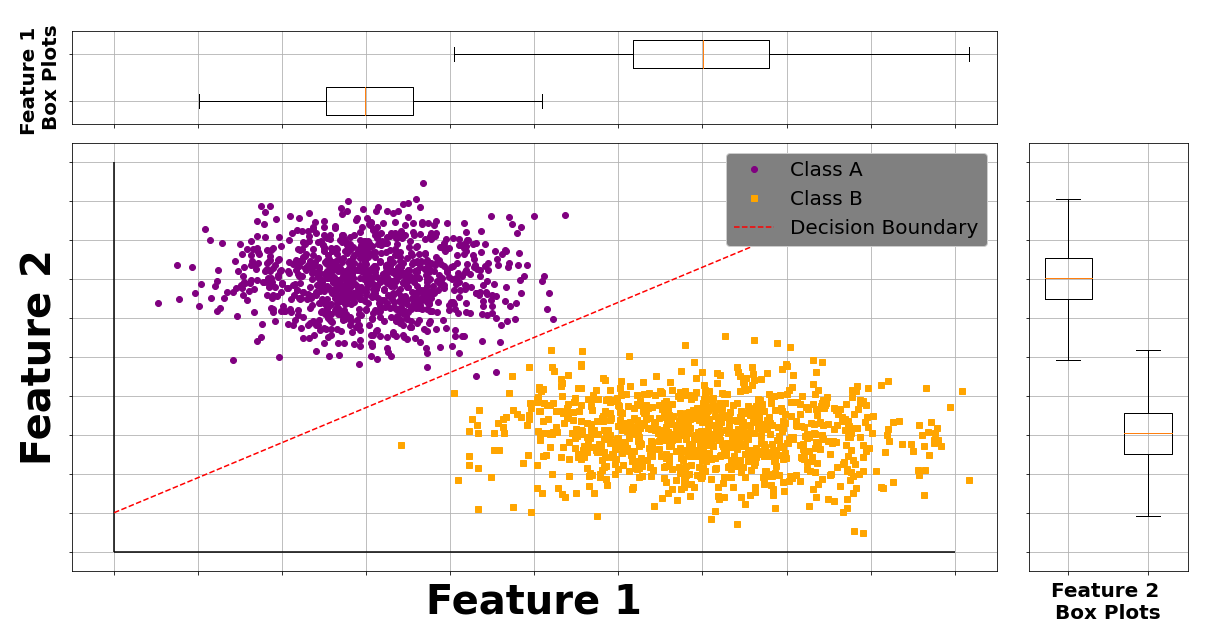 Feature 1
Box Plots
Class A
Class B
Decision Boundary
Feature 2
Feature 1
Feature 2
Box Plots